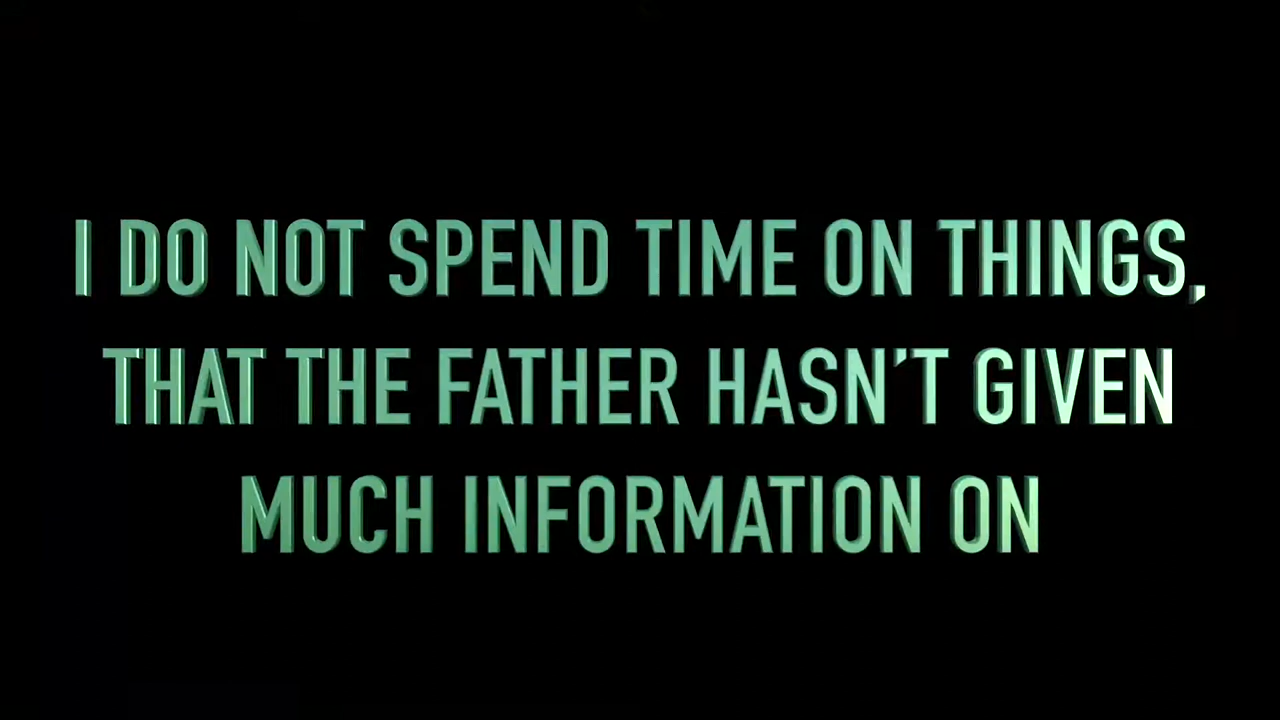 I DO NOT SPEND TIME ON THINGS,
THAT THE FATHER HASN'T GIVEN
MUCH INFORMATION ON